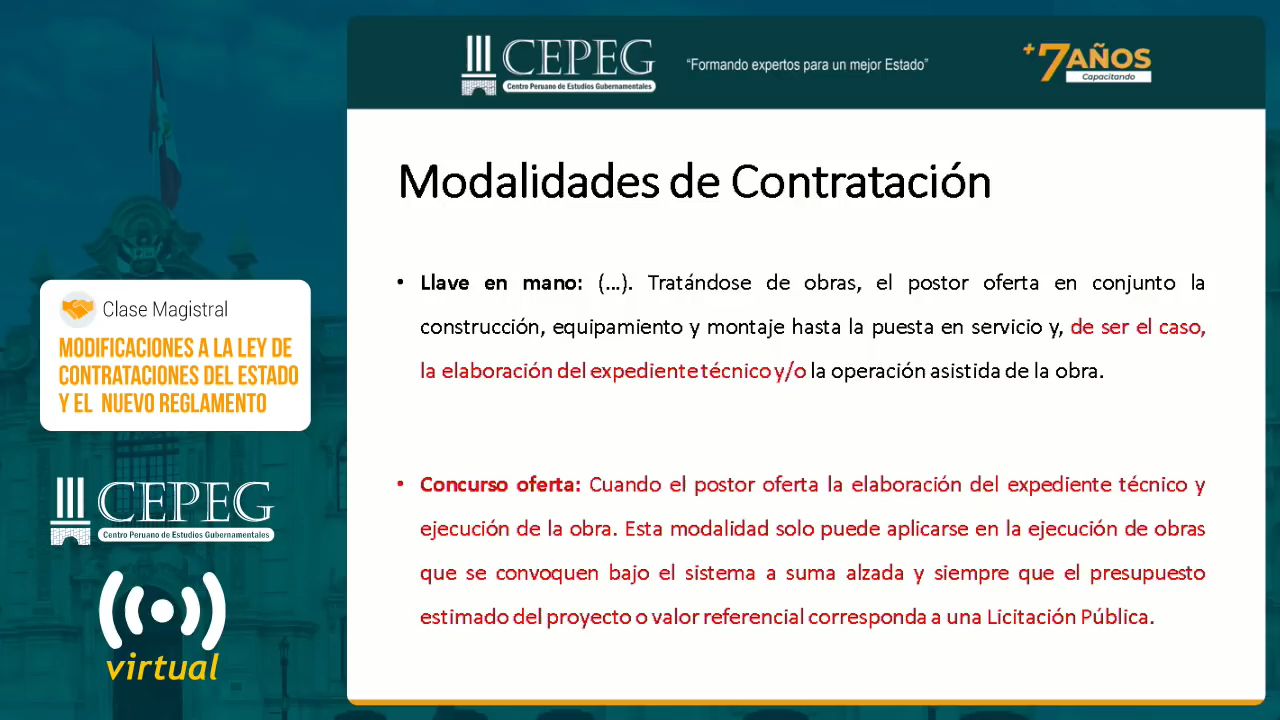 CEPEG
Centro Peruano de Estudios Gubernamentales
“Formando expertos para un mejor Estado”
+7 AÑOS
Capacitando
Modalidades de Contratación
• Llave en mano: (...). Tratándose de obras, el postor oferta en conjunto la
construcción, equipamiento y montaje hasta la puesta en servicio y, de ser el caso,
la elaboración del expediente técnico y/o la operación asistida de la obra.
• Concurso oferta: Cuando el postor oferta la elaboración del expediente técnico y
ejecución de la obra. Esta modalidad solo puede aplicarse en la ejecución de obras
que se convoquen bajo el sistema a suma alzada y siempre que el presupuesto
estimado del proyecto o valor referencial corresponda a una Licitación Pública.
Clase Magistral
MODIFICACIONES A LA LEY DE
CONTRATACIONES DEL ESTADO
Y EL NUEVO REGLAMENTO
CEPEG
Centro Peruano de Estudios Gubernamentales
virtual